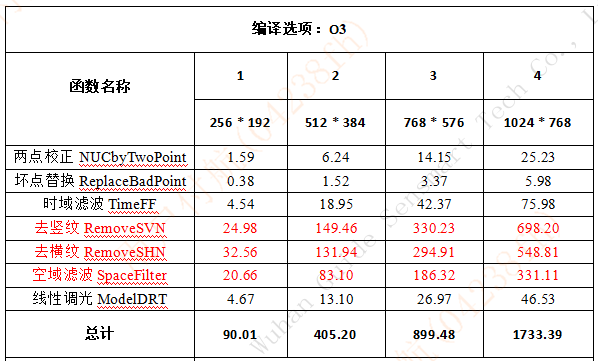 编译选项：O3
函数名称 1 2 3 4
256 * 192 512 * 384 768 * 576 1024 * 768
两点校正 NUCbyTwoPoint 1.59 6.24 14.15 25.23
坏点替换 ReplaceBadPoint 0.38 1.52 3.37 5.98
时域滤波 TimeFF 4.54 18.95 42.37 75.98
去竖纹 RemoveSVN 24.98 149.46 330.23 698.20
去横纹 RemoveSHN 32.56 131.94 294.91 548.81
空域滤波 SpaceFilter 20.66 83.10 186.32 331.11
线性调光 ModelDRT 4.67 13.10 26.97 46.53
总计 90.01 405.20 899.48 1733.39